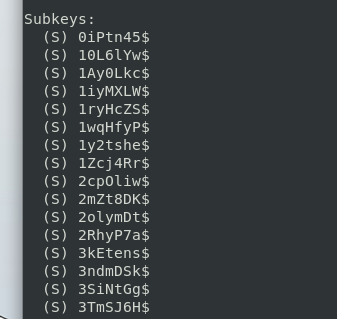 Subkeys:
(S) 0iPtn45$
(S) 10L6lYw$
(S) 1Ay0Lkc$
(S) 1iyMXLW$
(S) 1ryHcZS$
(S) 1wqHfyP$
(S) 1y2tshe$
(S) 1Zcj4Rr$
(S) 2cpOliw$
(S) 2mZt8DK$
(S) 2olymDt$
(S) 2RhyP7a$
(S) 3kEtens$
(S) 3ndmDSk$
(S) 3SiNtGg$
(S) 3TmSJ6H$